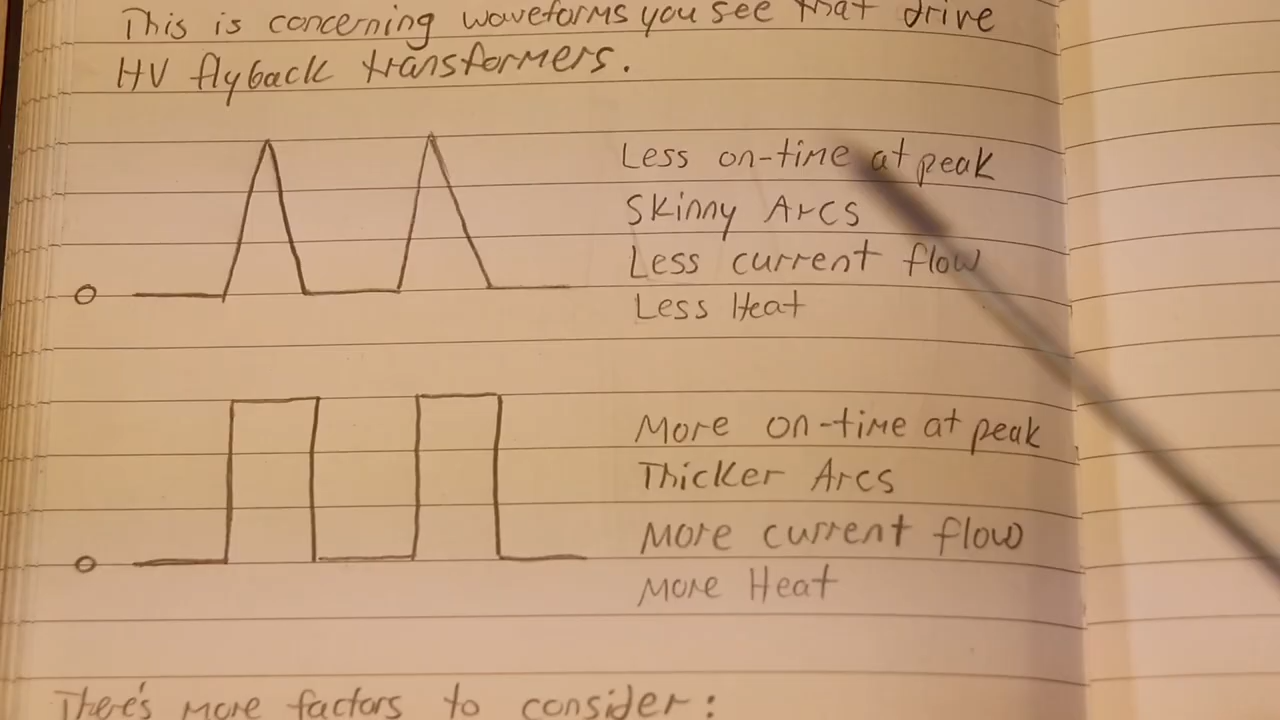 This is concerning waveforms you see that drive
HV flyback transformers.
Less on-time at peak
Skinny Arcs
Less current flow
Less Heat
0
More on-time at peak
Thicker Arcs
More current flow
More Heat
0
There's more factors to consider: